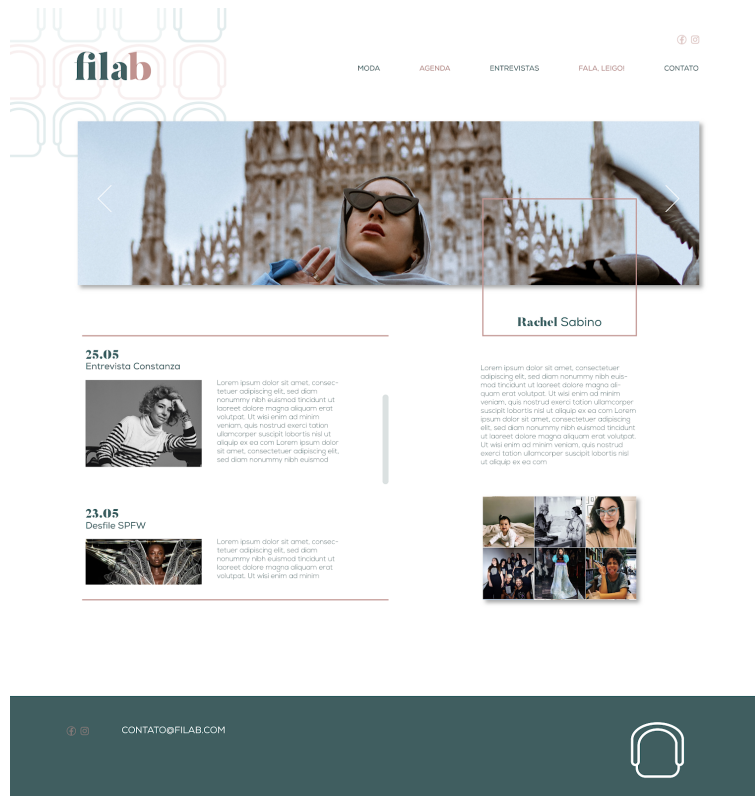 filab
MODA
AGENDA
ENTREVISTAS
FALA, LEIGO!
CONTATO
Rachel Sabino
25.05
Entrevista Constanza
Lorem ipsum dolor sit amet, consec-
tetuer adipiscing elit, sed diam
nonummy nibh euismod tincidunt ut
laoreet dolore magna aliquam erat
volutpat. Ut wisi enim ad minim
veniam, quis nostrud exerci tation
ullamcorper suscipit lobortis nisl ut
aliquip ex ea com Lorem ipsum dolor
sit amet, consectetuer adipiscing elit,
sed diam nonummy nibh euismod
23.05
Desfile SPFW
Lorem ipsum dolor sit amet, consec-
tetuer adipiscing elit, sed diam
nonummy nibh euismod tincidunt ut
laoreet dolore magna aliquam erat
volutpat. Ut wisi enim ad minim
Lorem ipsum dolor sit amet, consectetuer
adipiscing elit, sed diam nonummy nibh euis-
mod tincidunt ut laoreet dolore magna ali-
quam erat volutpat. Ut wisi enim ad minim
veniam, quis nostrud exerci tation ullamcorper
suscipit lobortis nisl ut aliquip ex ea com Lorem
ipsum dolor sit amet, consectetuer adipiscing
elit, sed diam nonummy nibh euismod tincidunt
ut laoreet dolore magna aliquam erat volutpat.
Ut wisi enim ad minim veniam, quis nostrud
exerci tation ullamcorper suscipit lobortis nisl
ut aliquip ex ea com
CONTATO@FILAB.COM